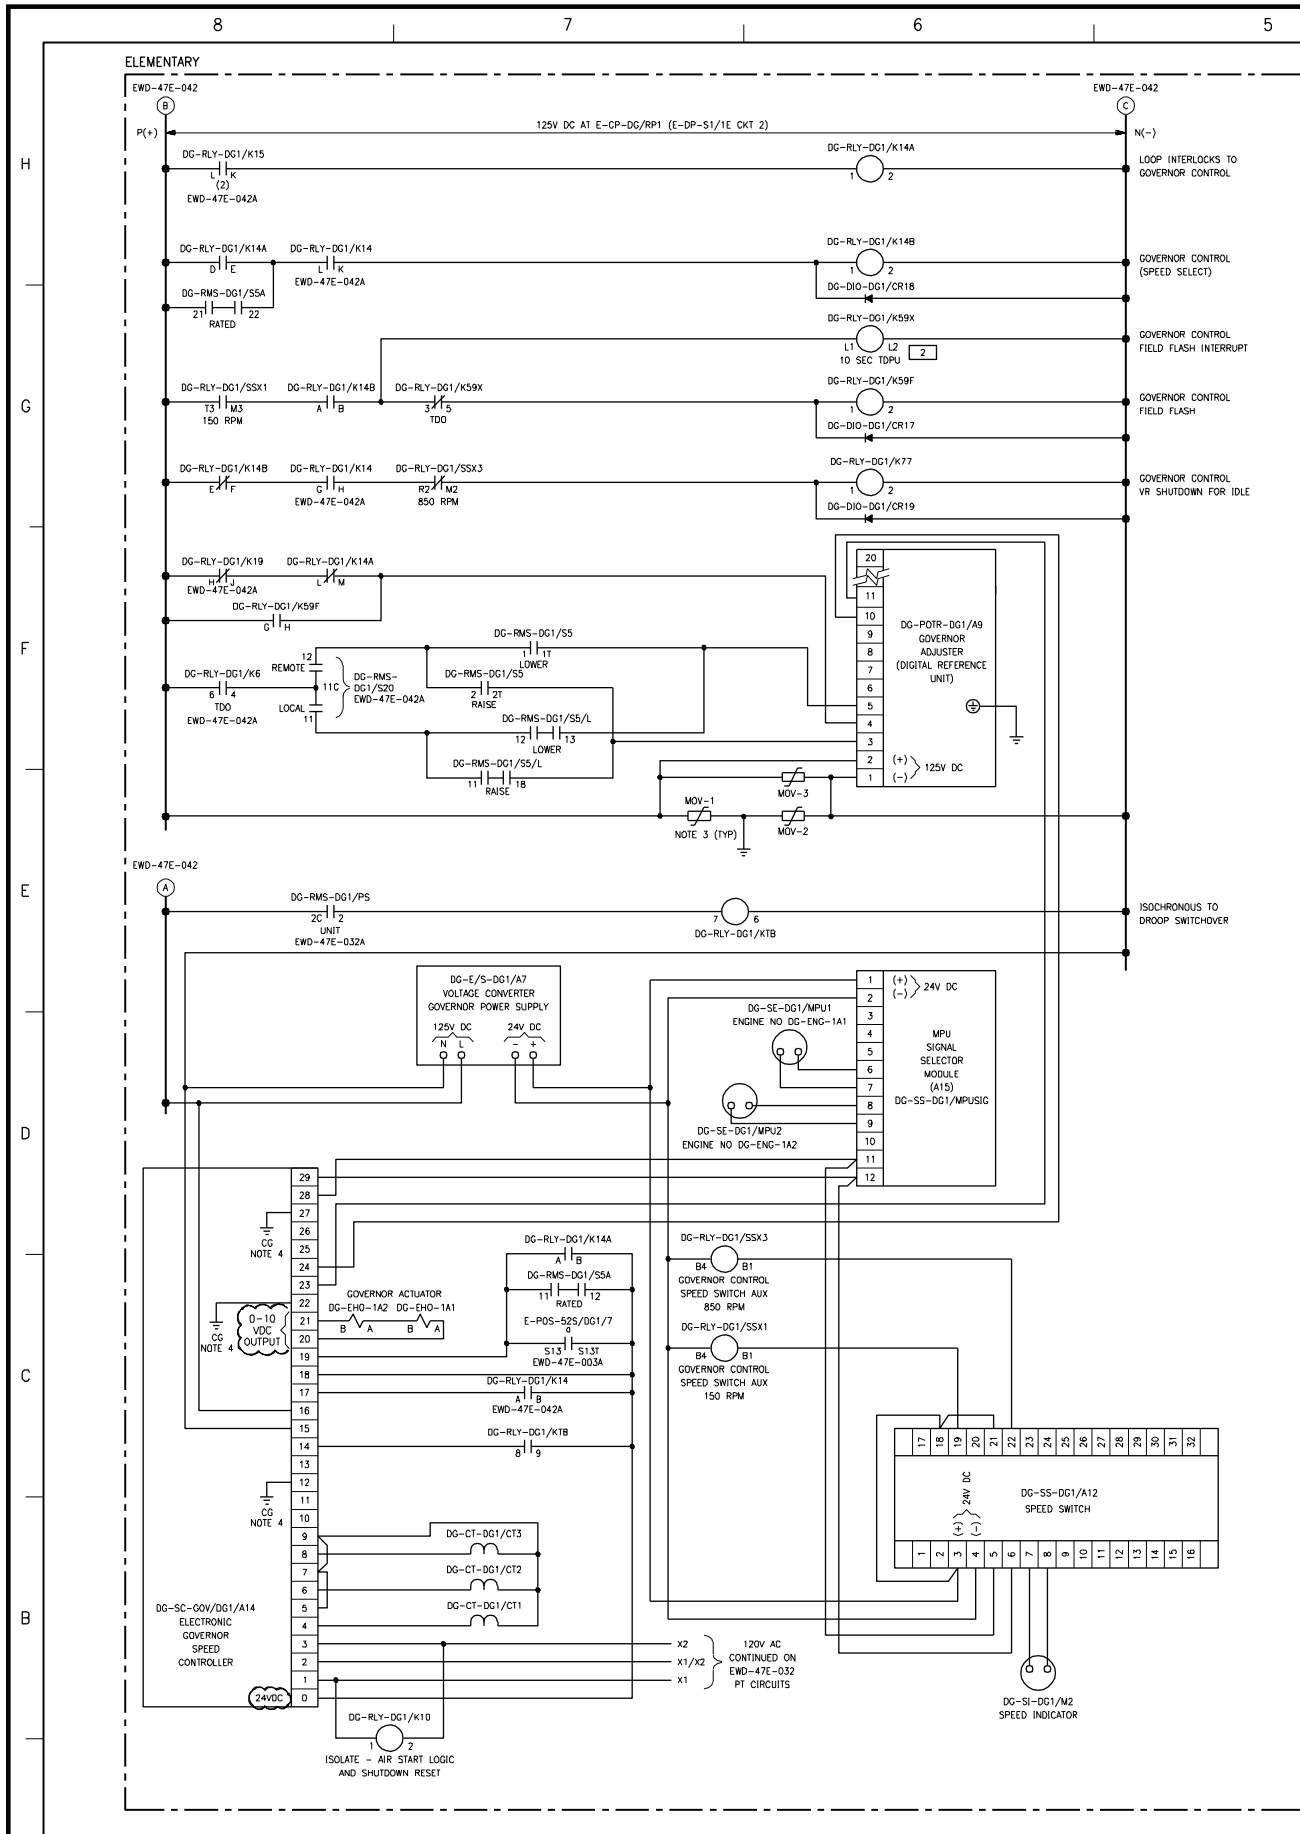 8 7 6 5
ELEMENTARY
EWD-47E-042 EWD-47E-042
B C
P(+) 125V DC AT E-CP-DG/RP1 (E-DP-S1/1E CKT 2) N(-)
H
DG-RLY-DG1/K15 DG-RLY-DG1/K14A
L K 1 2
(2)
EWD-47E-042A
LOOP INTERLOCKS TO
GOVERNOR CONTROL
DG-RLY-DG1/K14A DG-RLY-DG1/K14 DG-RLY-DG1/K14B
D E L K 1 2
EWD-47E-042A
GOVERNOR CONTROL
(SPEED SELECT)
DG-DIO-DG1/CR18
DG-RMS-DG1/S5A
21 22
RATED
DG-RLY-DG1/K59X
L1 L2 2
10 SEC TDPU
GOVERNOR CONTROL
FIELD FLASH INTERRUPT
G
DG-RLY-DG1/SSX1 DG-RLY-DG1/K14B DG-RLY-DG1/K59X DG-RLY-DG1/K59F
T3 M3 A B 3 5 1 2
150 RPM TDO
GOVERNOR CONTROL
FIELD FLASH
DG-DIO-DG1/CR17
DG-RLY-DG1/K14B DG-RLY-DG1/K14 DG-RLY-DG1/SSX3 DG-RLY-DG1/K77
E F G H R2 M2 1 2
EWD-47E-042A 850 RPM
GOVERNOR CONTROL
VR SHUTDOWN FOR IDLE
DG-DIO-DG1/CR19
F
DG-RLY-DG1/K19 DG-RLY-DG1/K14A
H J L M
EWD-47E-042A
DG-RLY-DG1/K59F
G H
20
11
10
9
8
7
6
5
4
3
2
1
DG-POTR-DG1/A9
GOVERNOR
ADJUSTER
(DIGITAL REFERENCE
UNIT)
(+)
(-)
125V DC
DG-RLY-DG1/K6
6 4
TDO
EWD-47E-042A
12
REMOTE
11C
LOCAL
11
DG-RMS-
DG1/S20
EWD-47E-042A
DG-RMS-DG1/S5
1 1T
LOWER
DG-RMS-DG1/S5
2 2T
RAISE
DG-RMS-DG1/S5/L
12 13
LOWER
DG-RMS-DG1/S5/L
11 18
RAISE
MOV-3
MOV-1
MOV-2
NOTE 3 (TYP)
E
EWD-47E-042
A
DG-RMS-DG1/PS
2C 2
UNIT
EWD-47E-032A
7 6
DG-RLY-DG1/KTB
ISOCHRONOUS TO
DROOP SWITCHOVER
DG-E/S-DG1/A7
VOLTAGE CONVERTER
GOVERNOR POWER SUPPLY
125V DC 24V DC
N L - +
DG-SE-DG1/MPU1
ENGINE NO DG-ENG-1A1
DG-SE-DG1/MPU2
ENGINE NO DG-ENG-1A2
1
2
3
4
5
6
7
8
9
10
11
12
(+)
(-)
24V DC
MPU
SIGNAL
SELECTOR
MODULE
(A15)
DG-SS-DG1/MPUSIG
D
29
28
27
26
25
24
23
22
21
20
19
18
17
16
15
14
13
12
11
10
9
8
7
6
5
4
3
2
1
0
CG
NOTE 4
CG
NOTE 4
0-10
VDC
OUTPUT
GOVERNOR ACTUATOR
DG-EHO-1A2 DG-EHO-1A1
B A B A
DG-RLY-DG1/K14A
A B
DG-RMS-DG1/S5A
11 12
RATED
E-POS-52S/DG1/7
a
S13 S13T
EWD-47E-003A
DG-RLY-DG1/K14
A B
EWD-47E-042A
DG-RLY-DG1/KTB
8 9
C
DG-RLY-DG1/SSX3
B4 B1
GOVERNOR CONTROL
SPEED SWITCH AUX
850 RPM
DG-RLY-DG1/SSX1
B4 B1
GOVERNOR CONTROL
SPEED SWITCH AUX
150 RPM
17 18 19 20 21 22 23 24 25 26 27 28 29 30 31 32
DG-SS-DG1/A12
SPEED SWITCH
24V DC
(+) (-)
1 2 3 4 5 6 7 8 9 10 11 12 13 14 15 16
CG
NOTE 4
DG-CT-DG1/CT3
DG-CT-DG1/CT2
DG-CT-DG1/CT1
B
DG-SC-GOV/DG1/A14
ELECTRONIC
GOVERNOR
SPEED
CONTROLLER
24VDC
X2
X1/X2
X1
120V AC
CONTINUED ON
EWD-47E-032
PT CIRCUITS
DG-SI-DG1/M2
SPEED INDICATOR
DG-RLY-DG1/K10
1 2
ISOLATE - AIR START LOGIC
AND SHUTDOWN RESET